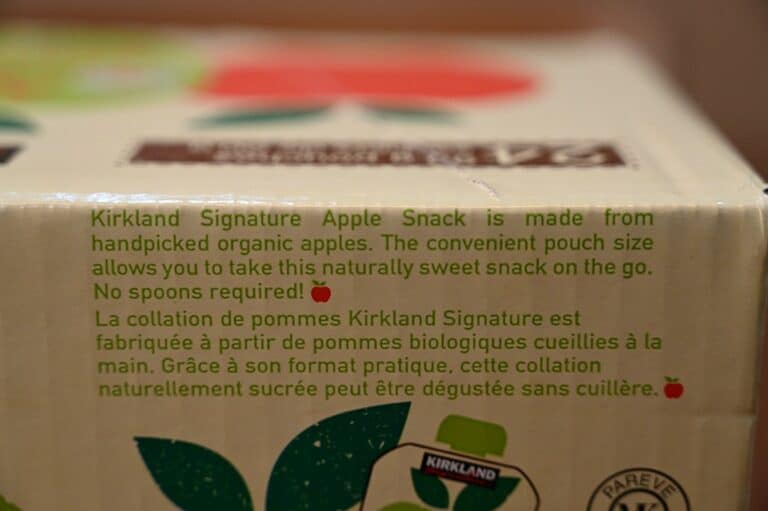 24
Kirkland Signature Apple Snack is made from
handpicked organic apples. The convenient pouch size
allows you to take this naturally sweet snack on the go.
No spoons required!
La collation de pommes Kirkland Signature est
fabriquée à partir de pommes biologiques cueillies à la
main. Grâce à son format pratique, cette collation
naturellement sucrée peut être dégustée sans cuillère.
KIRKLAND
PAREVE
MK